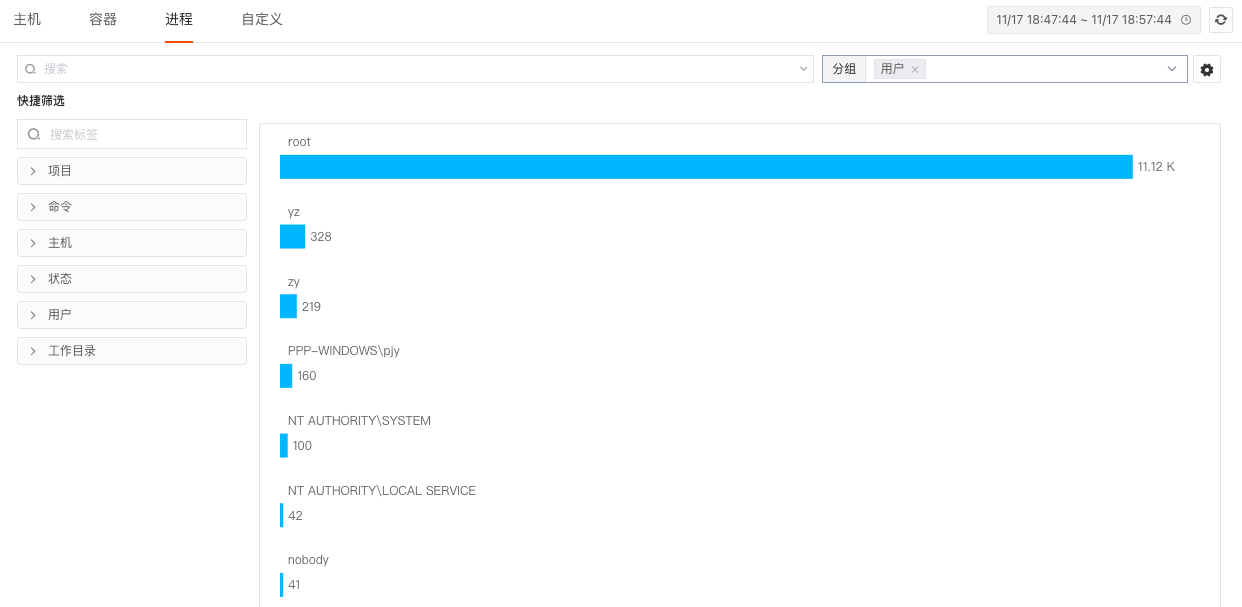 主机 容器 进程 自定义 11/17 18:47:44 ~ 11/17 18:57:44
搜索 分组 用户 ×
快捷筛选
搜索标签
项目
命令
主机
状态
用户
工作目录
root
11.12 K
yz
328
zy
219
PPP-WINDOWS\pjy
160
NT AUTHORITY\SYSTEM
100
NT AUTHORITY\LOCAL SERVICE
42
nobody
41